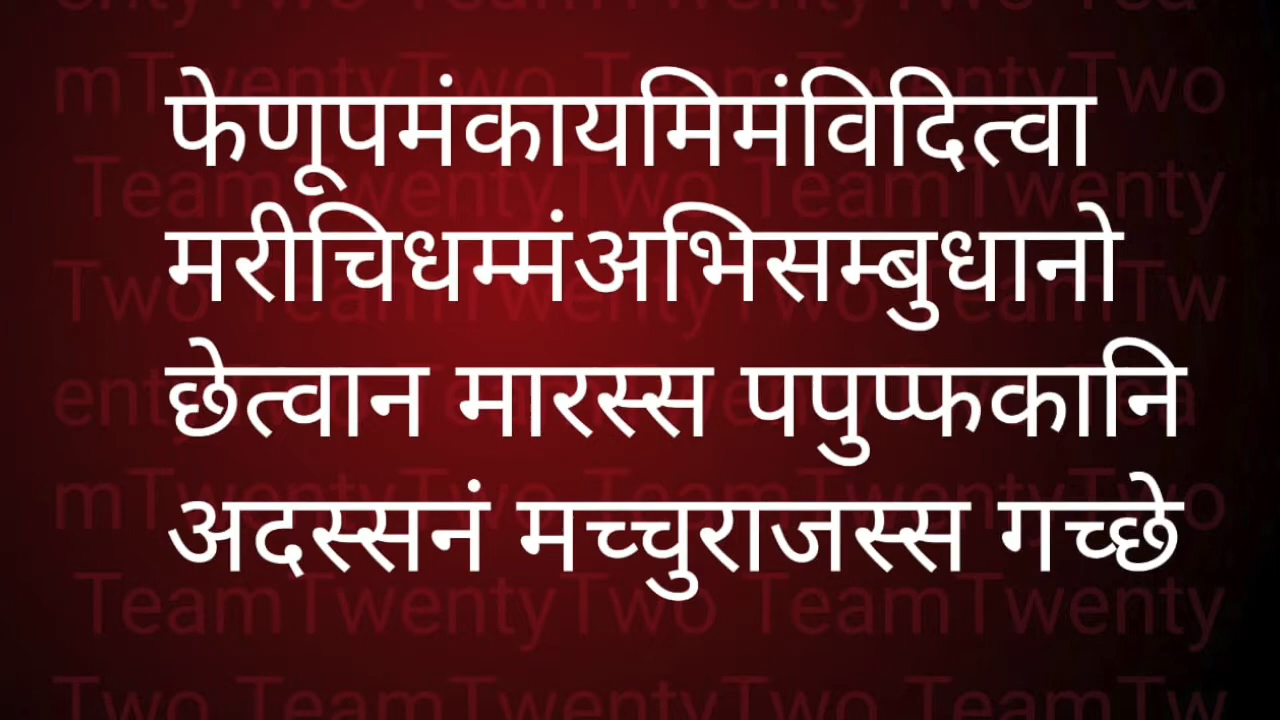 फेणूपमंकायमिमंविदित्वा
मरीचिधम्मंअभिसम्बुधानो
छेत्वान मारस्स पपुप्फकानि
अदस्सनं मच्चुराजस्स गच्छे